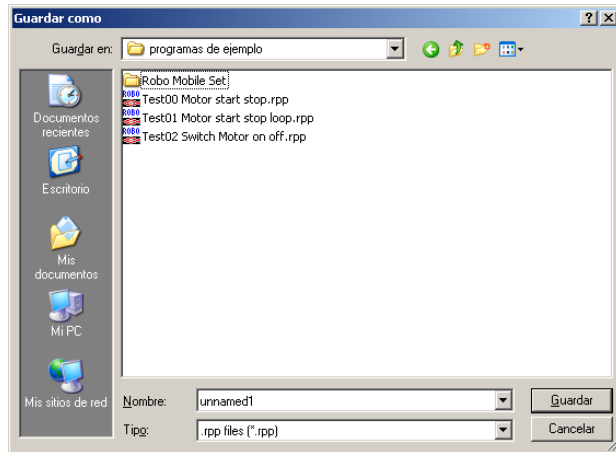 Guardar como
Guardar en: programas de ejemplo
Robo Mobile Set
ROBO Test00 Motor start stop.rpp
ROBO Test01 Motor start stop loop.rpp
ROBO Test02 Switch Motor on off.rpp
Documentos
recientes
Escritorio
Mis
documentos
Mi PC
Mis sitios de red
Nombre: unnamed1 Guardar
Tipo: .rpp files (*.rpp) Cancelar